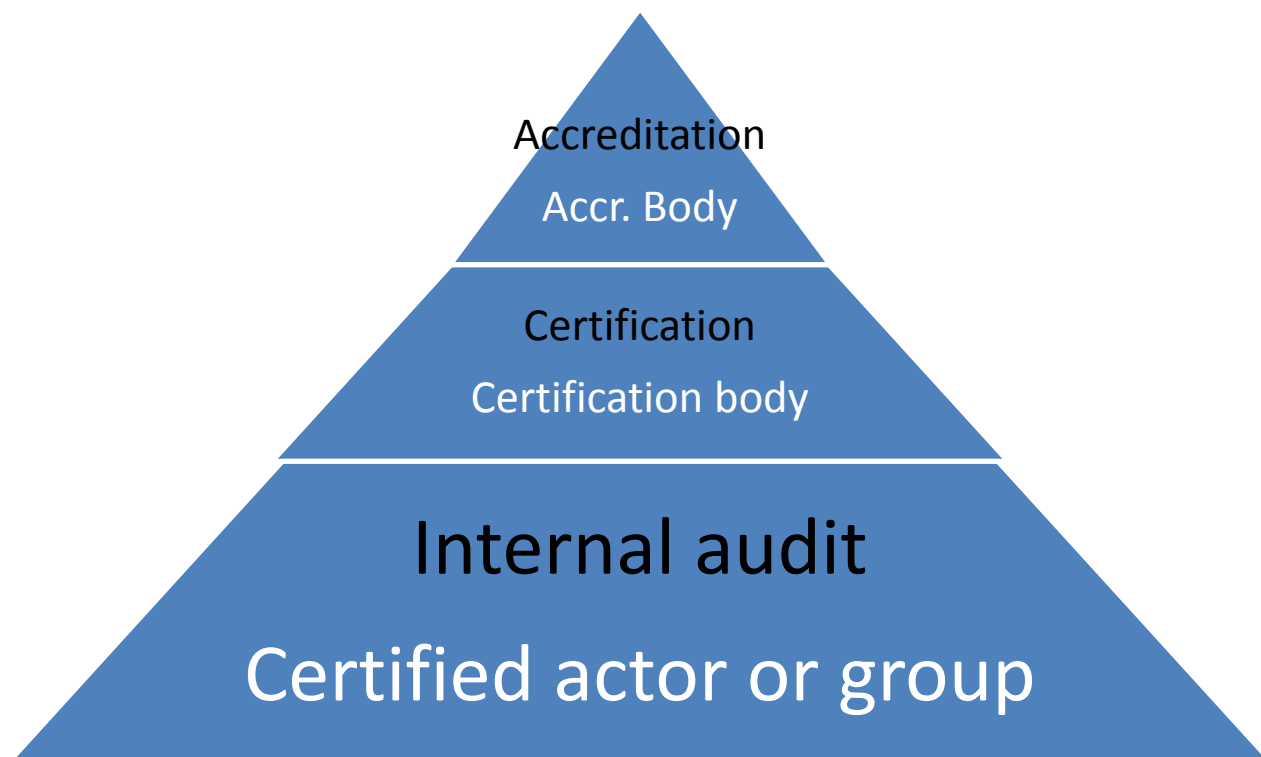 Accreditation
Accr. Body
Certification
Certification body
Internal audit
Certified actor or group